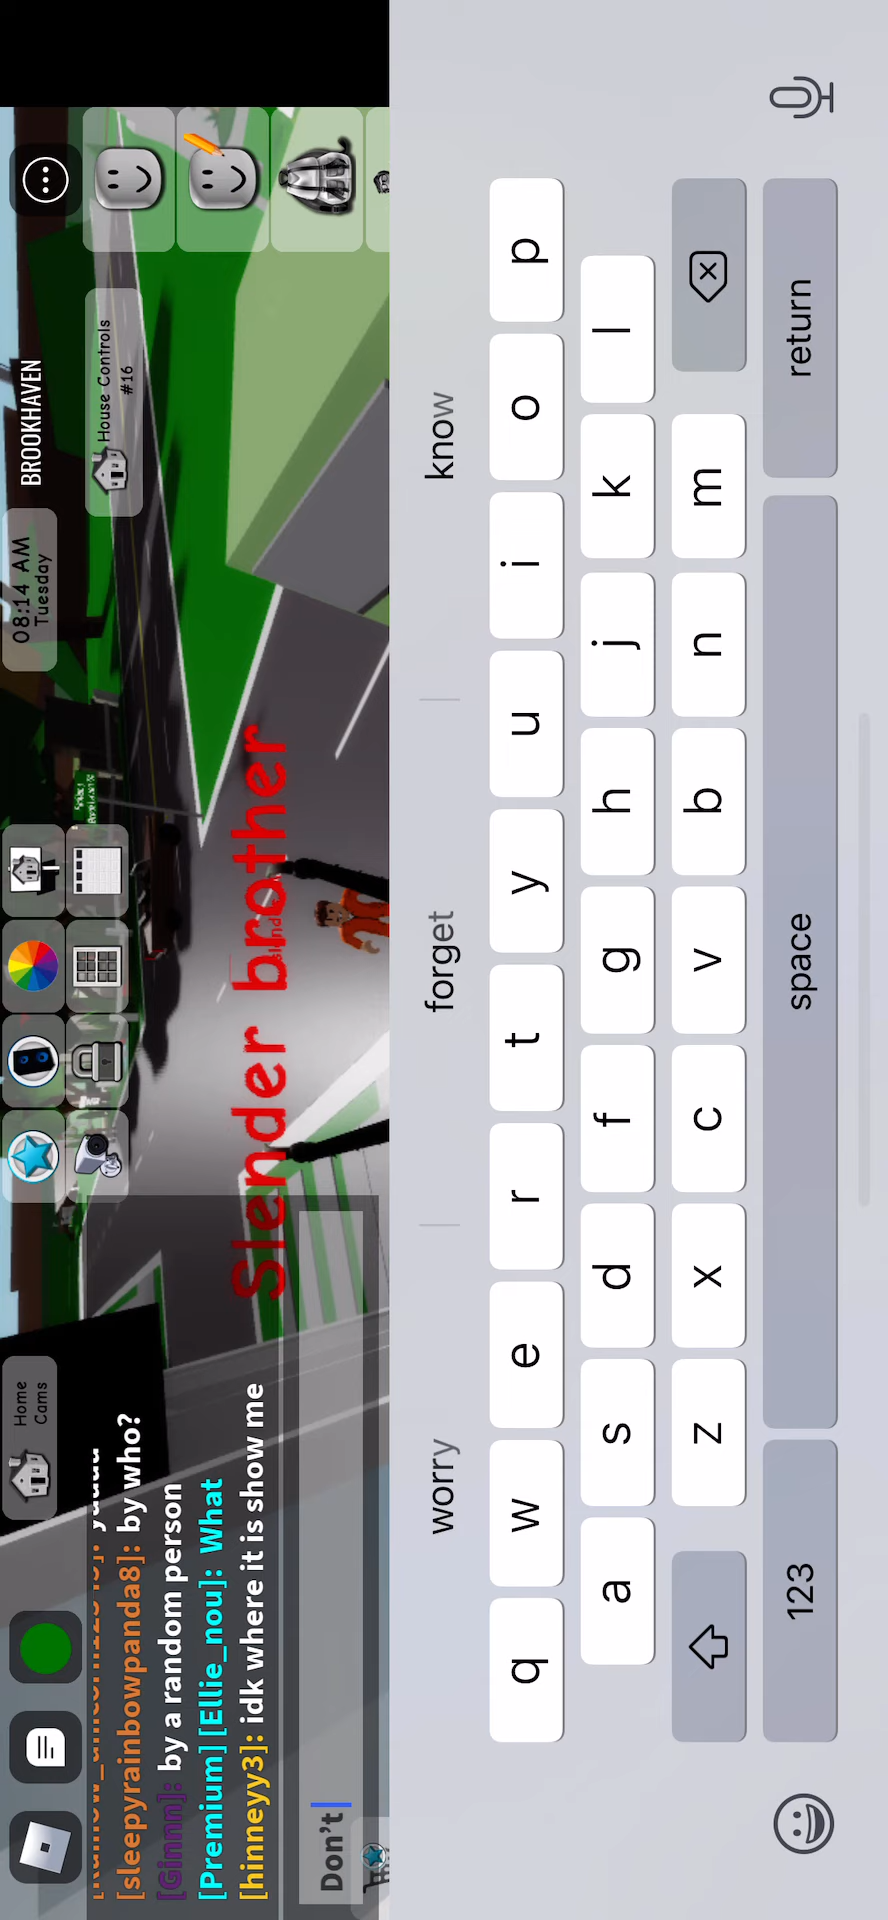 BROOKHAVEN
08:14 AM
Tuesday
House Controls
#16
Home
Cams
[sleepyrainbowpanda8]: by who?
[Ginnn]: by a random person
[Premium] [Ellie_nou]: What
[hinneyy3]: idk where it is show me
Slender brother
Don't
worry
forget
know
q w e r t y u i o p
a s d f g h j k l
z x c v b n m
123
space
return